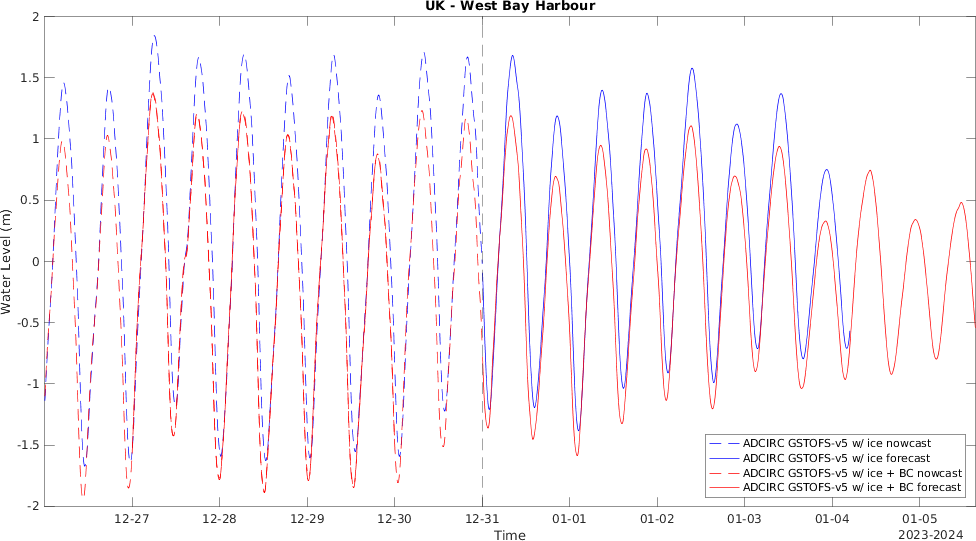 UK - West Bay Harbour
2
1.5
1
0.5
0
-0.5
-1
-1.5
-2
Water Level (m)
12-27 12-28 12-29 12-30 12-31 01-01 01-02 01-03 01-04 01-05
Time
2023-2024
ADCIRC GSTOFS-v5 w/ ice nowcast
ADCIRC GSTOFS-v5 w/ ice forecast
ADCIRC GSTOFS-v5 w/ ice + BC nowcast
ADCIRC GSTOFS-v5 w/ ice + BC forecast